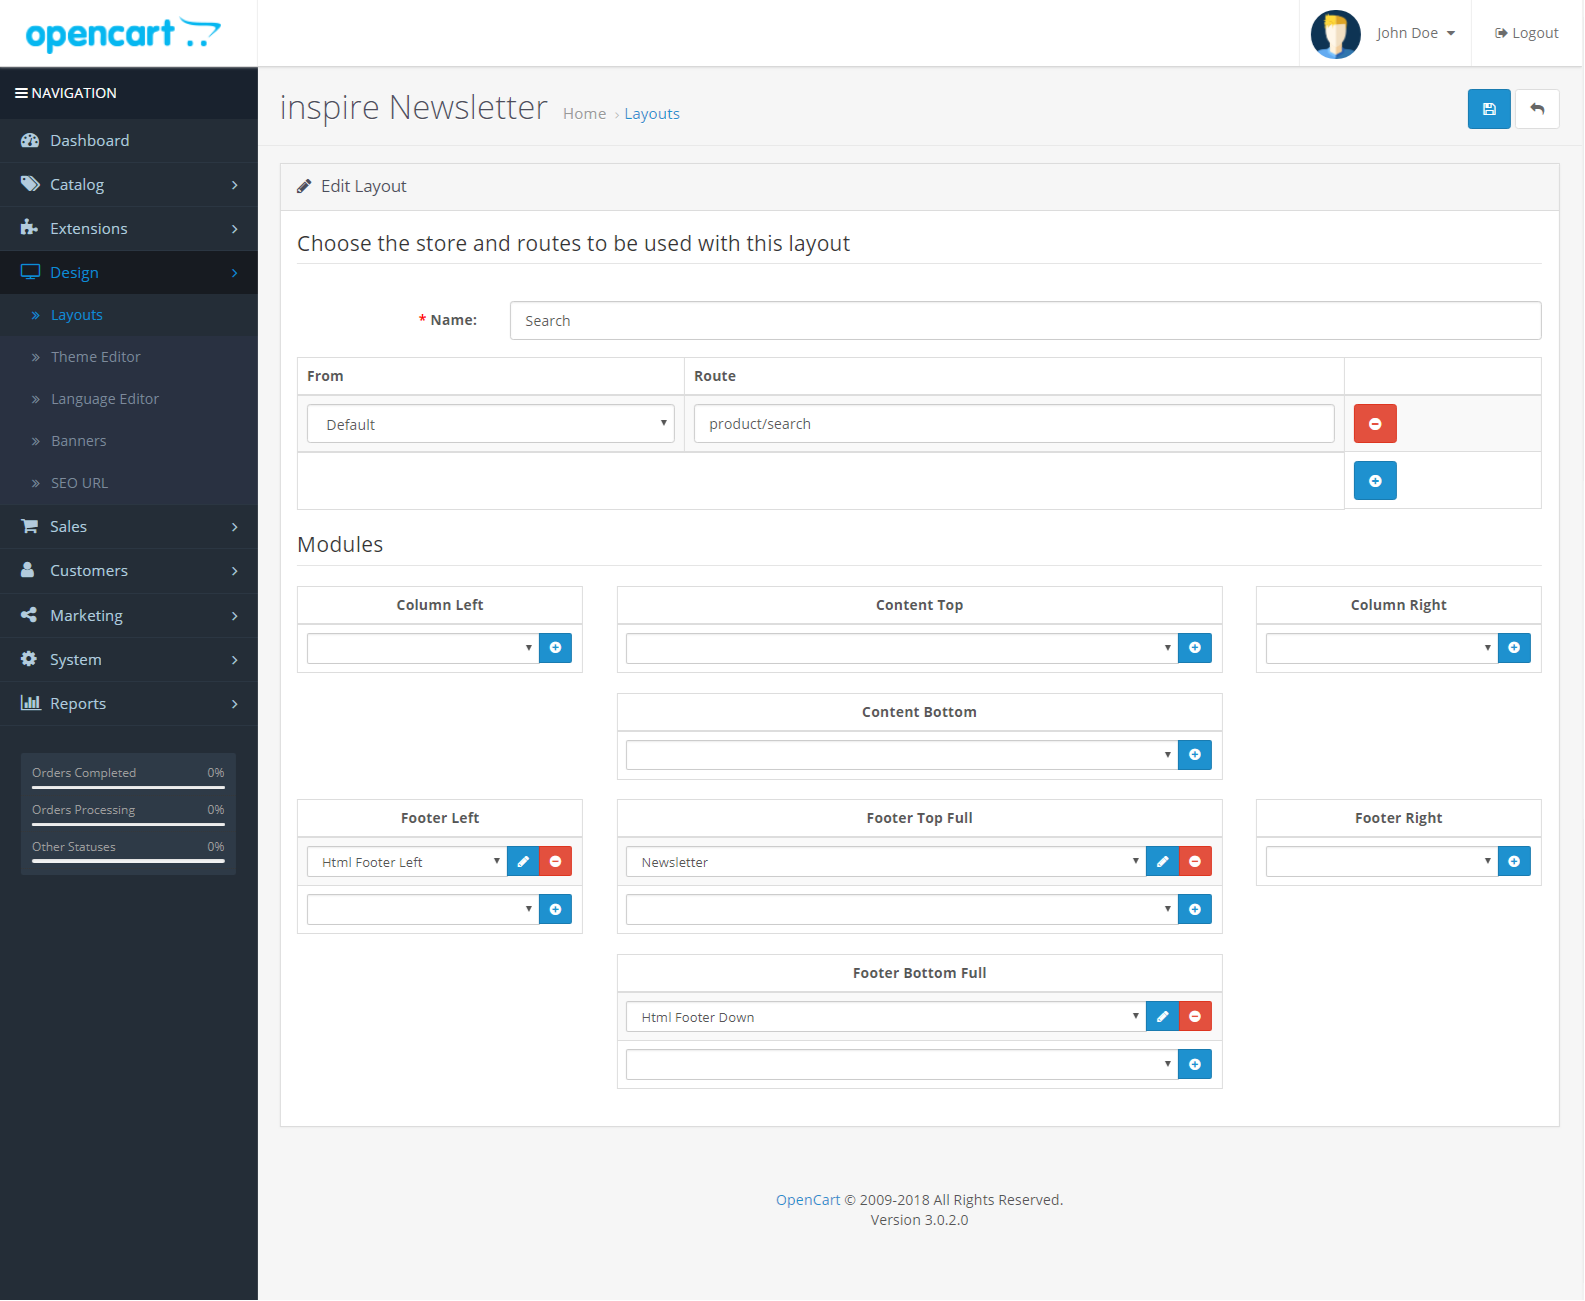 opencart
John Doe
Logout
NAVIGATION
Dashboard
Catalog
Extensions
Design
Layouts
Theme Editor
Language Editor
Banners
SEO URL
Sales
Customers
Marketing
System
Reports
Orders Completed 0%
Orders Processing 0%
Other Statuses 0%
inspire Newsletter
Home › Layouts
Edit Layout
Choose the store and routes to be used with this layout
* Name: Search
From Route
Default product/search
Modules
Column Left Content Top Column Right
Content Bottom
Footer Left Footer Top Full Footer Right
Html Footer Left Newsletter
Footer Bottom Full
Html Footer Down
OpenCart © 2009-2018 All Rights Reserved.
Version 3.0.2.0